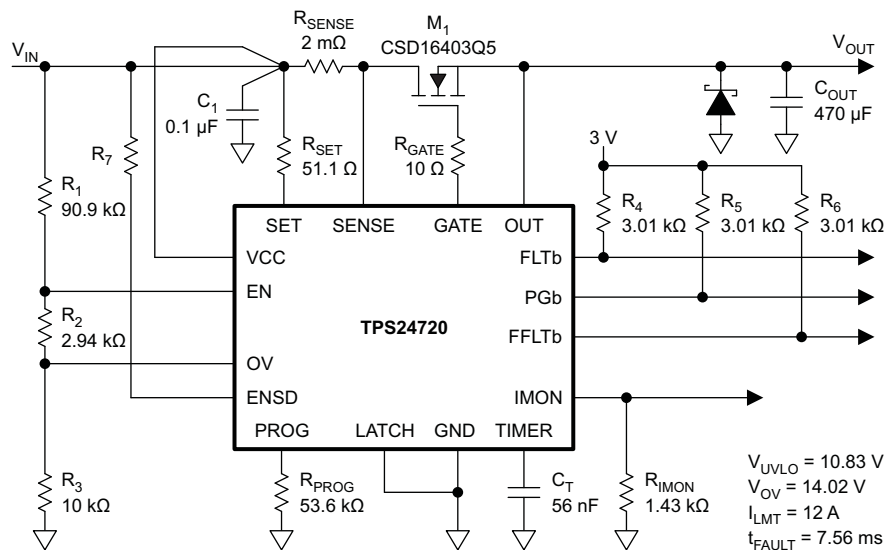 V_IN
R_SENSE
2 mΩ
M_1
CSD16403Q5
V_OUT
C_1
0.1 µF
R_SET
51.1 Ω
R_GATE
10 Ω
C_OUT
470 µF
3 V
R_7
R_1
90.9 kΩ
R_4
3.01 kΩ
R_5
3.01 kΩ
R_6
3.01 kΩ
SET
SENSE
GATE
OUT
VCC
FLTb
EN
PGb
R_2
2.94 kΩ
TPS24720
FFLTb
OV
ENSD
IMON
PROG
LATCH
GND
TIMER
R_3
10 kΩ
R_PROG
53.6 kΩ
C_T
56 nF
R_IMON
1.43 kΩ
V_UVLO = 10.83 V
V_OV = 14.02 V
I_LMT = 12 A
t_FAULT = 7.56 ms